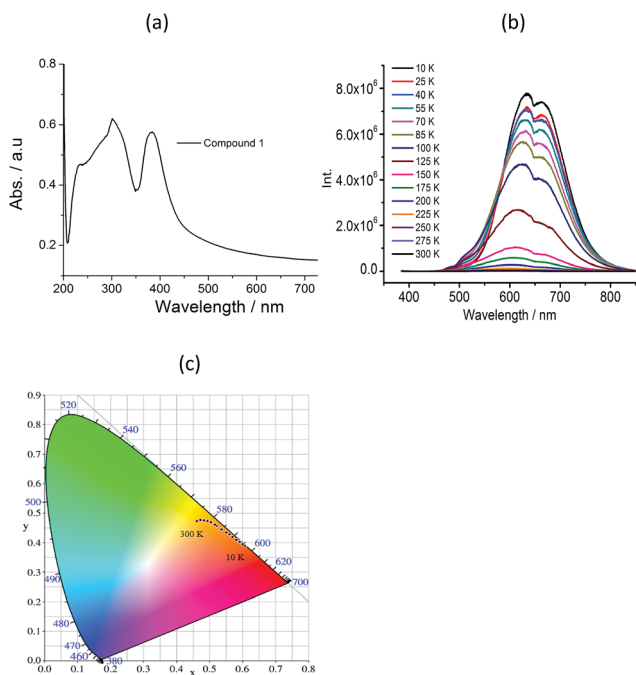 (a)
0.8
0.6
0.4
0.2
Abs. / a.u
Compound 1
200 300 400 500 600 700
Wavelength / nm
(b)
8.0x10⁶
6.0x10⁶
4.0x10⁶
2.0x10⁶
0.0
Int.
10 K
25 K
40 K
55 K
70 K
85 K
100 K
125 K
150 K
175 K
200 K
225 K
250 K
275 K
300 K
400 500 600 700 800
Wavelength / nm
(c)
0.9
0.8
0.7
0.6
0.5
y
0.4
0.3
0.2
0.1
0.0
520
540
560
500
580
300 K
10 K
600
620
700
490
480
470
460
380
0.0 0.1 0.2 0.3 0.4 0.5 0.6 0.7 0.8
x